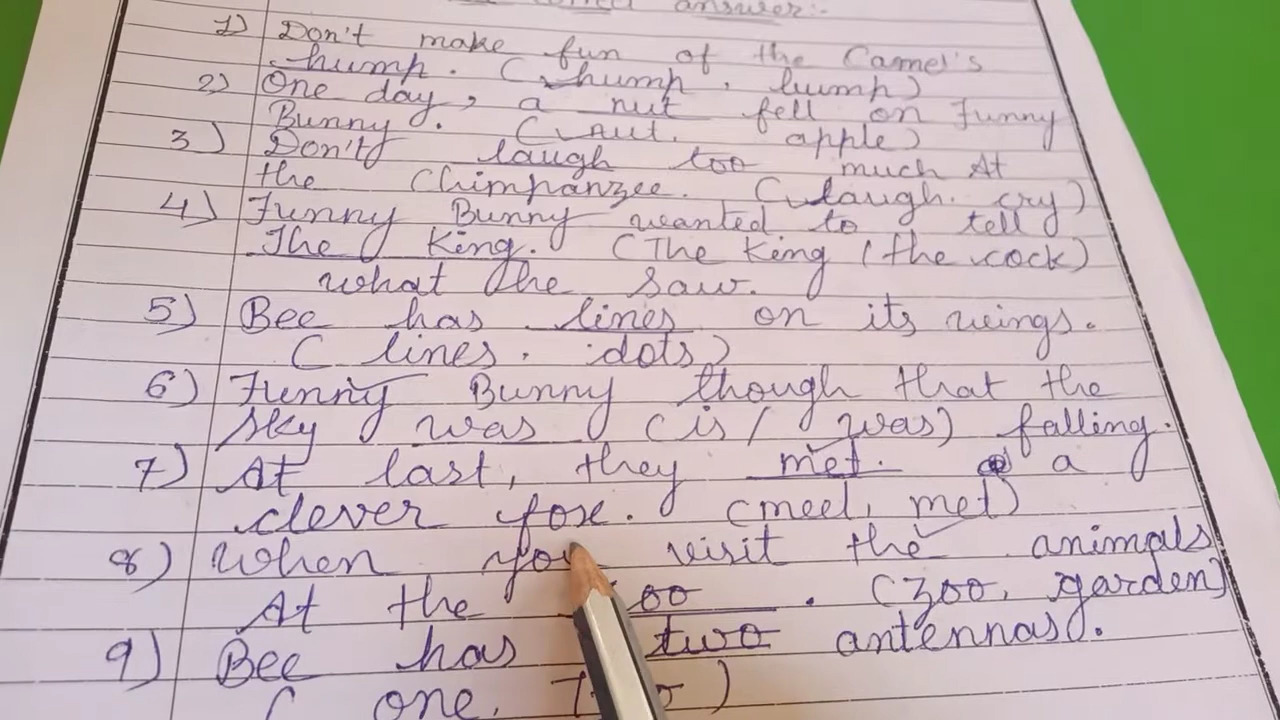 answer:-
1) Don't make fun of the Camel's
hump. (hump, lump)
2) One day, a nut fell on Funny
Bunny. (Nut. apple)
3) Don't laugh too much At
the Chimpanzee. (laugh. cry)
4) Funny Bunny wanted to tell
The King. (The King / the cock)
what the saw.
5) Bee has lines on its wings.
(lines. dots)
6) Funny Bunny though that the
sky was (is / was) falling.
7) At last, they met. a
clever fox. (meel, met)
8) When you visit the animals
At the zoo. (zoo, garden)
9) Bee has two antennas.
(one, )